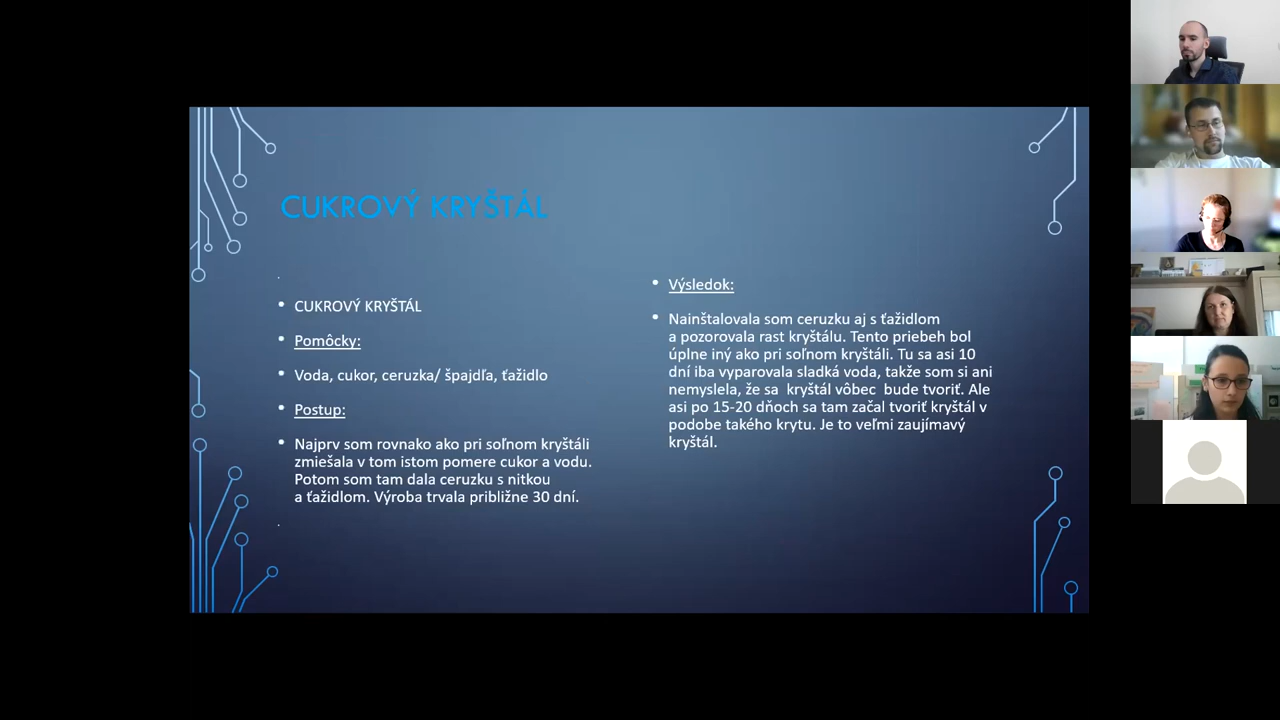 CUKROVÝ KRYŠTÁL
CUKROVÝ KRYŠTÁL
Pomôcky:
Voda, cukor, ceruzka/ špajdľa, ťažidlo
Postup:
Najprv som rovnako ako pri soľnom kryštáli
zmiešala v tom istom pomere cukor a vodu.
Potom som tam dala ceruzku s nitkou
a ťažidlom. Výroba trvala približne 30 dní.
Výsledok:
Nainštalovala som ceruzku aj s ťažidlom
a pozorovala rast kryštálu. Tento priebeh bol
úplne iný ako pri soľnom kryštáli. Tu sa asi 10
dní iba vyparovala sladká voda, takže som si ani
nemyslela, že sa  kryštál vôbec  bude tvoriť. Ale
asi po 15-20 dňoch sa tam začal tvoriť kryštál v
podobe takého krytu. Je to veľmi zaujímavý
kryštál.